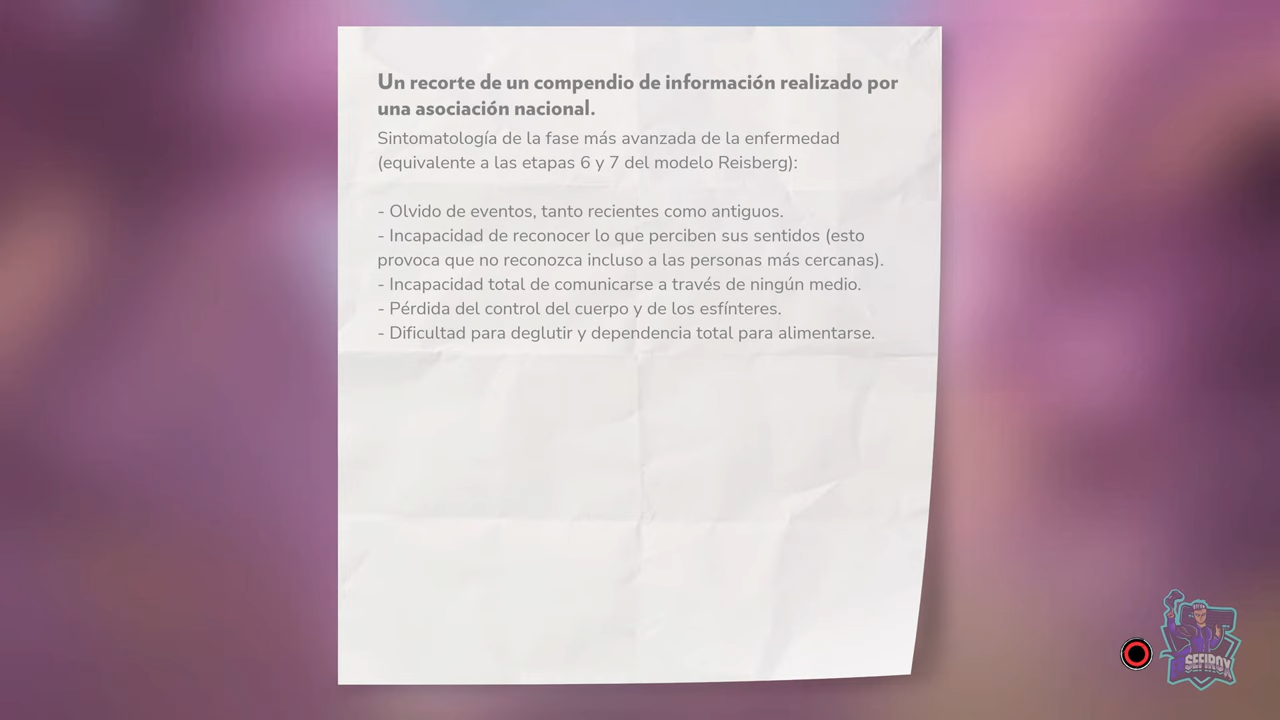 Un recorte de un compendio de información realizado por
una asociación nacional.
Sintomatología de la fase más avanzada de la enfermedad
(equivalente a las etapas 6 y 7 del modelo Reisberg):
- Olvido de eventos, tanto recientes como antiguos.
- Incapacidad de reconocer lo que perciben sus sentidos (esto
provoca que no reconozca incluso a las personas más cercanas).
- Incapacidad total de comunicarse a través de ningún medio.
- Pérdida del control del cuerpo y de los esfínteres.
- Dificultad para deglutir y dependencia total para alimentarse.
SEFIROX